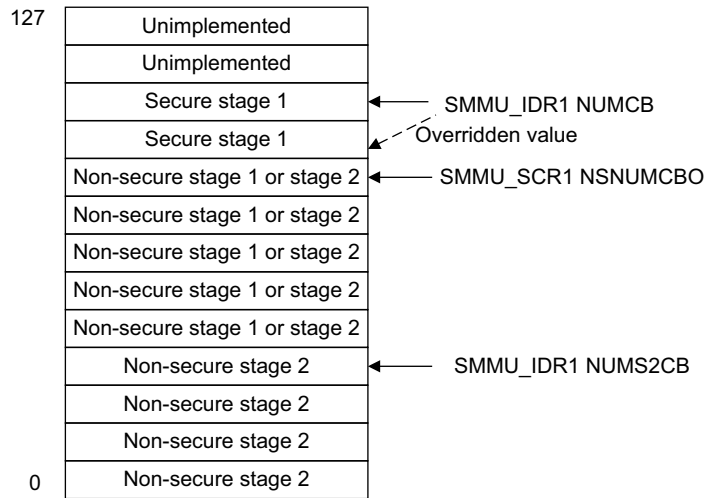 127
Unimplemented
Unimplemented
Secure stage 1
SMMU_IDR1 NUMCB
Secure stage 1
Overridden value
Non-secure stage 1 or stage 2
SMMU_SCR1 NSNUMCBO
Non-secure stage 1 or stage 2
Non-secure stage 1 or stage 2
Non-secure stage 1 or stage 2
Non-secure stage 1 or stage 2
Non-secure stage 2
SMMU_IDR1 NUMS2CB
Non-secure stage 2
Non-secure stage 2
0
Non-secure stage 2